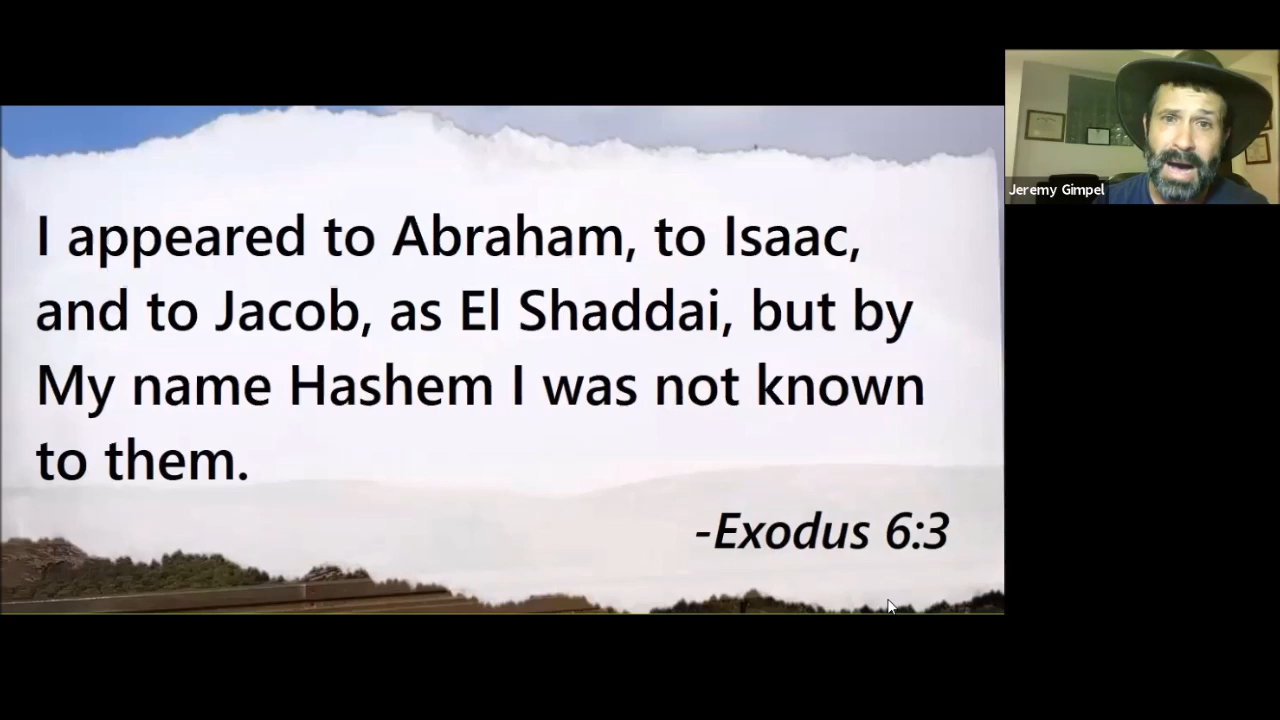 I appeared to Abraham, to Isaac,
and to Jacob, as El Shaddai, but by
My name Hashem I was not known
to them.
-Exodus 6:3
Jeremy Gimpel